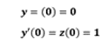 y = (0) = 0
y'(0) = z(0) = 1